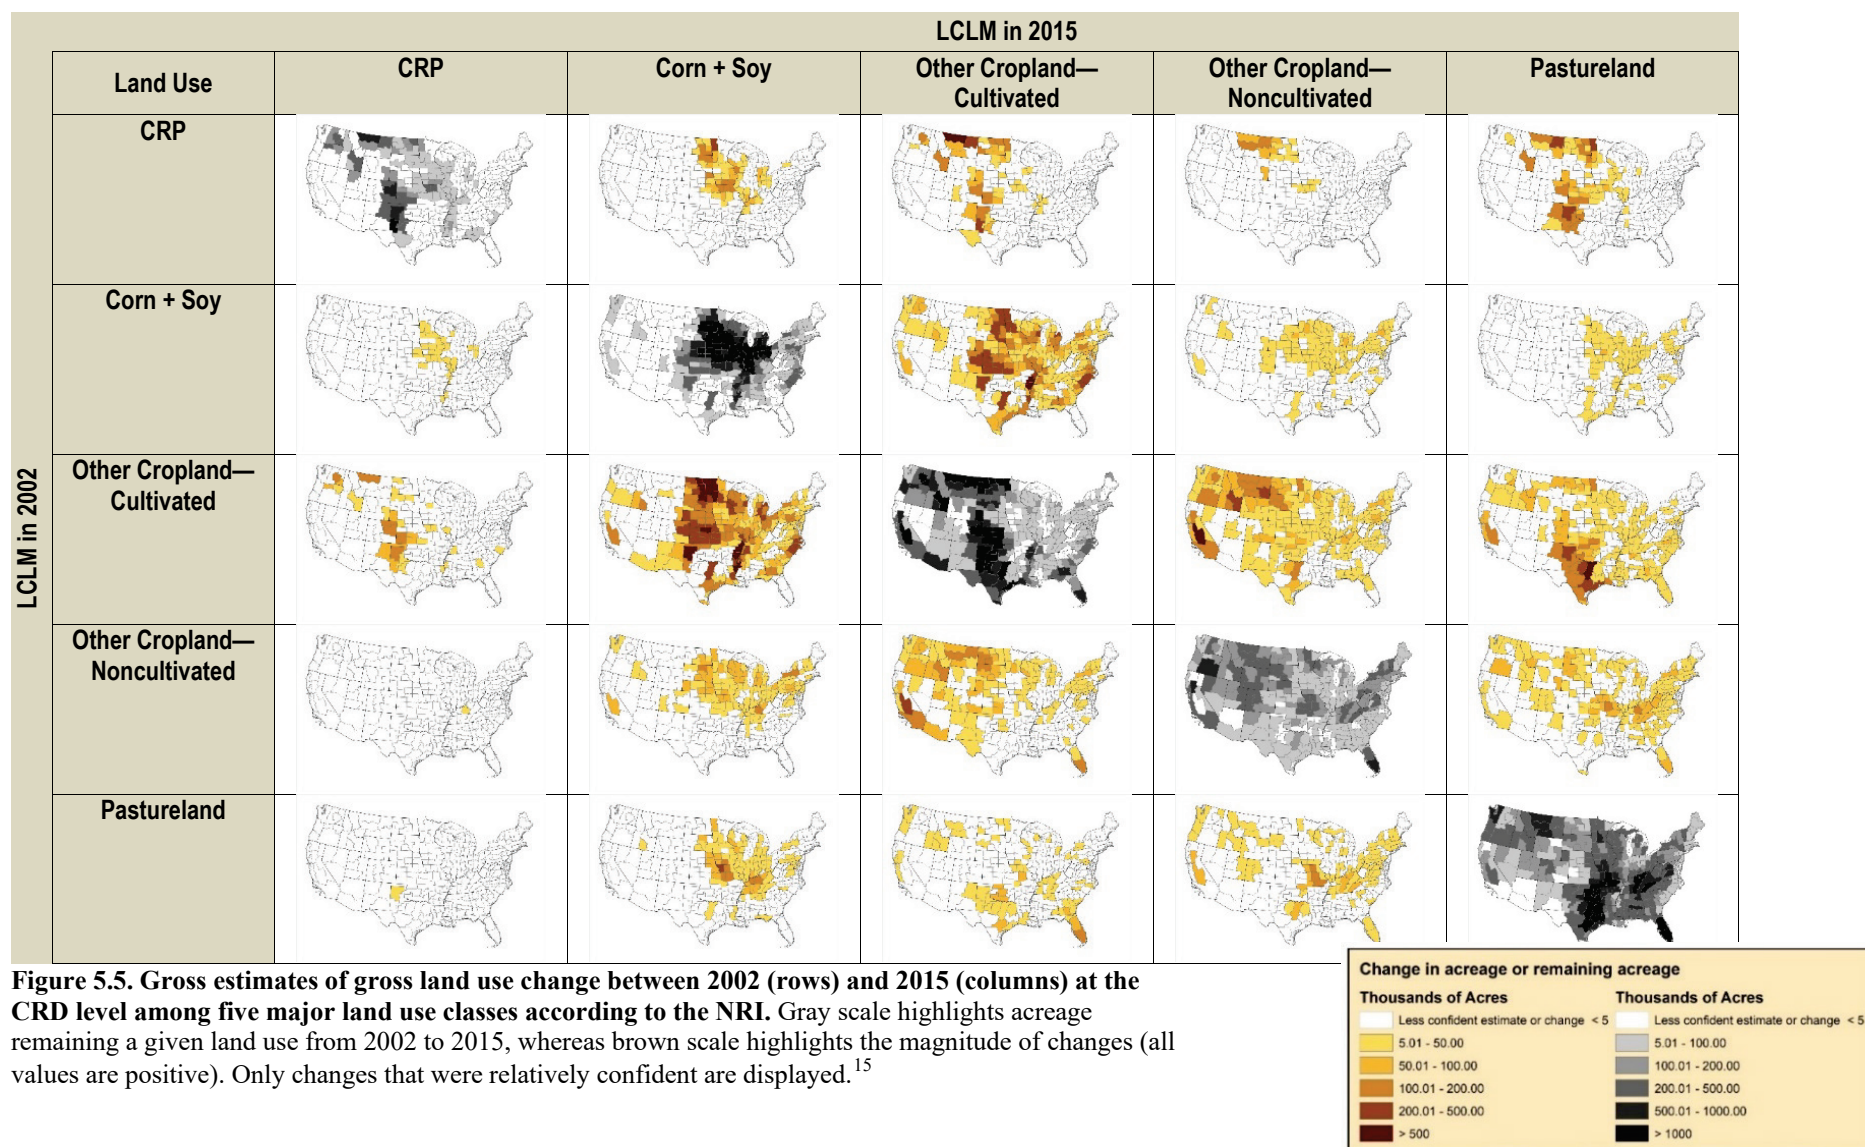 LCLM in 2015
Land Use
CRP
Corn + Soy
Other Cropland—
Cultivated
Other Cropland—
Noncultivated
Pastureland
LCLM in 2002
CRP
Corn + Soy
Other Cropland—
Cultivated
Other Cropland—
Noncultivated
Pastureland
Figure 5.5. Gross estimates of gross land use change between 2002 (rows) and 2015 (columns) at the
CRD level among five major land use classes according to the NRI. Gray scale highlights acreage
remaining a given land use from 2002 to 2015, whereas brown scale highlights the magnitude of changes (all
values are positive). Only changes that were relatively confident are displayed.15
Change in acreage or remaining acreage
Thousands of Acres
Less confident estimate or change < 5
5.01 - 50.00
50.01 - 100.00
100.01 - 200.00
200.01 - 500.00
> 500
Thousands of Acres
Less confident estimate or change < 5
5.01 - 100.00
100.01 - 200.00
200.01 - 500.00
500.01 - 1000.00
> 1000